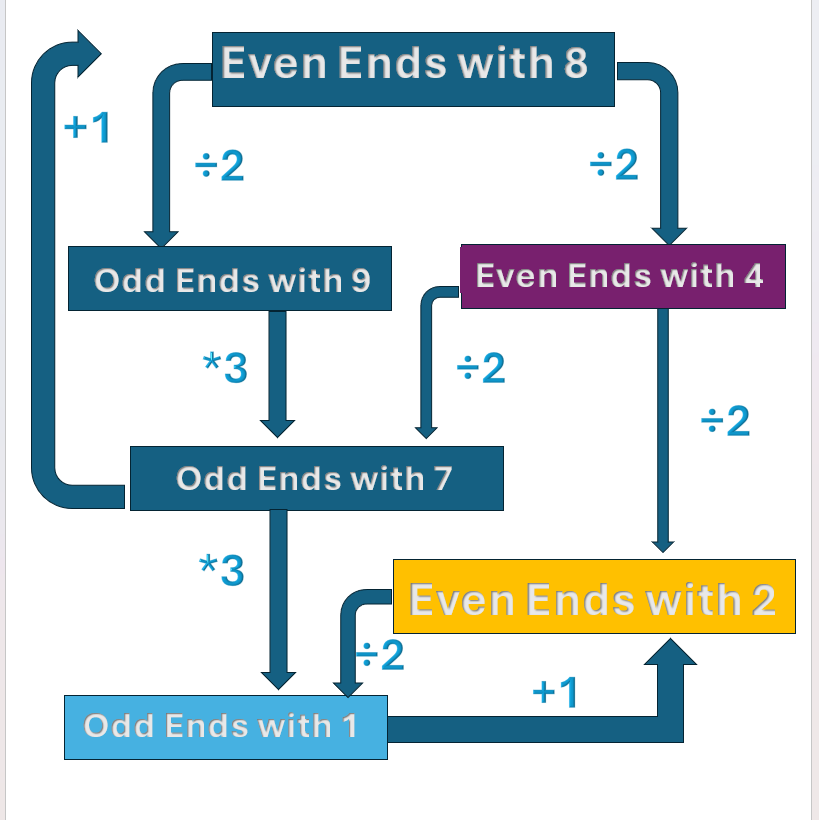 Even Ends with 8
+1
÷2
÷2
Odd Ends with 9
Even Ends with 4
*3
÷2
÷2
Odd Ends with 7
*3
Even Ends with 2
÷2
+1
Odd Ends with 1